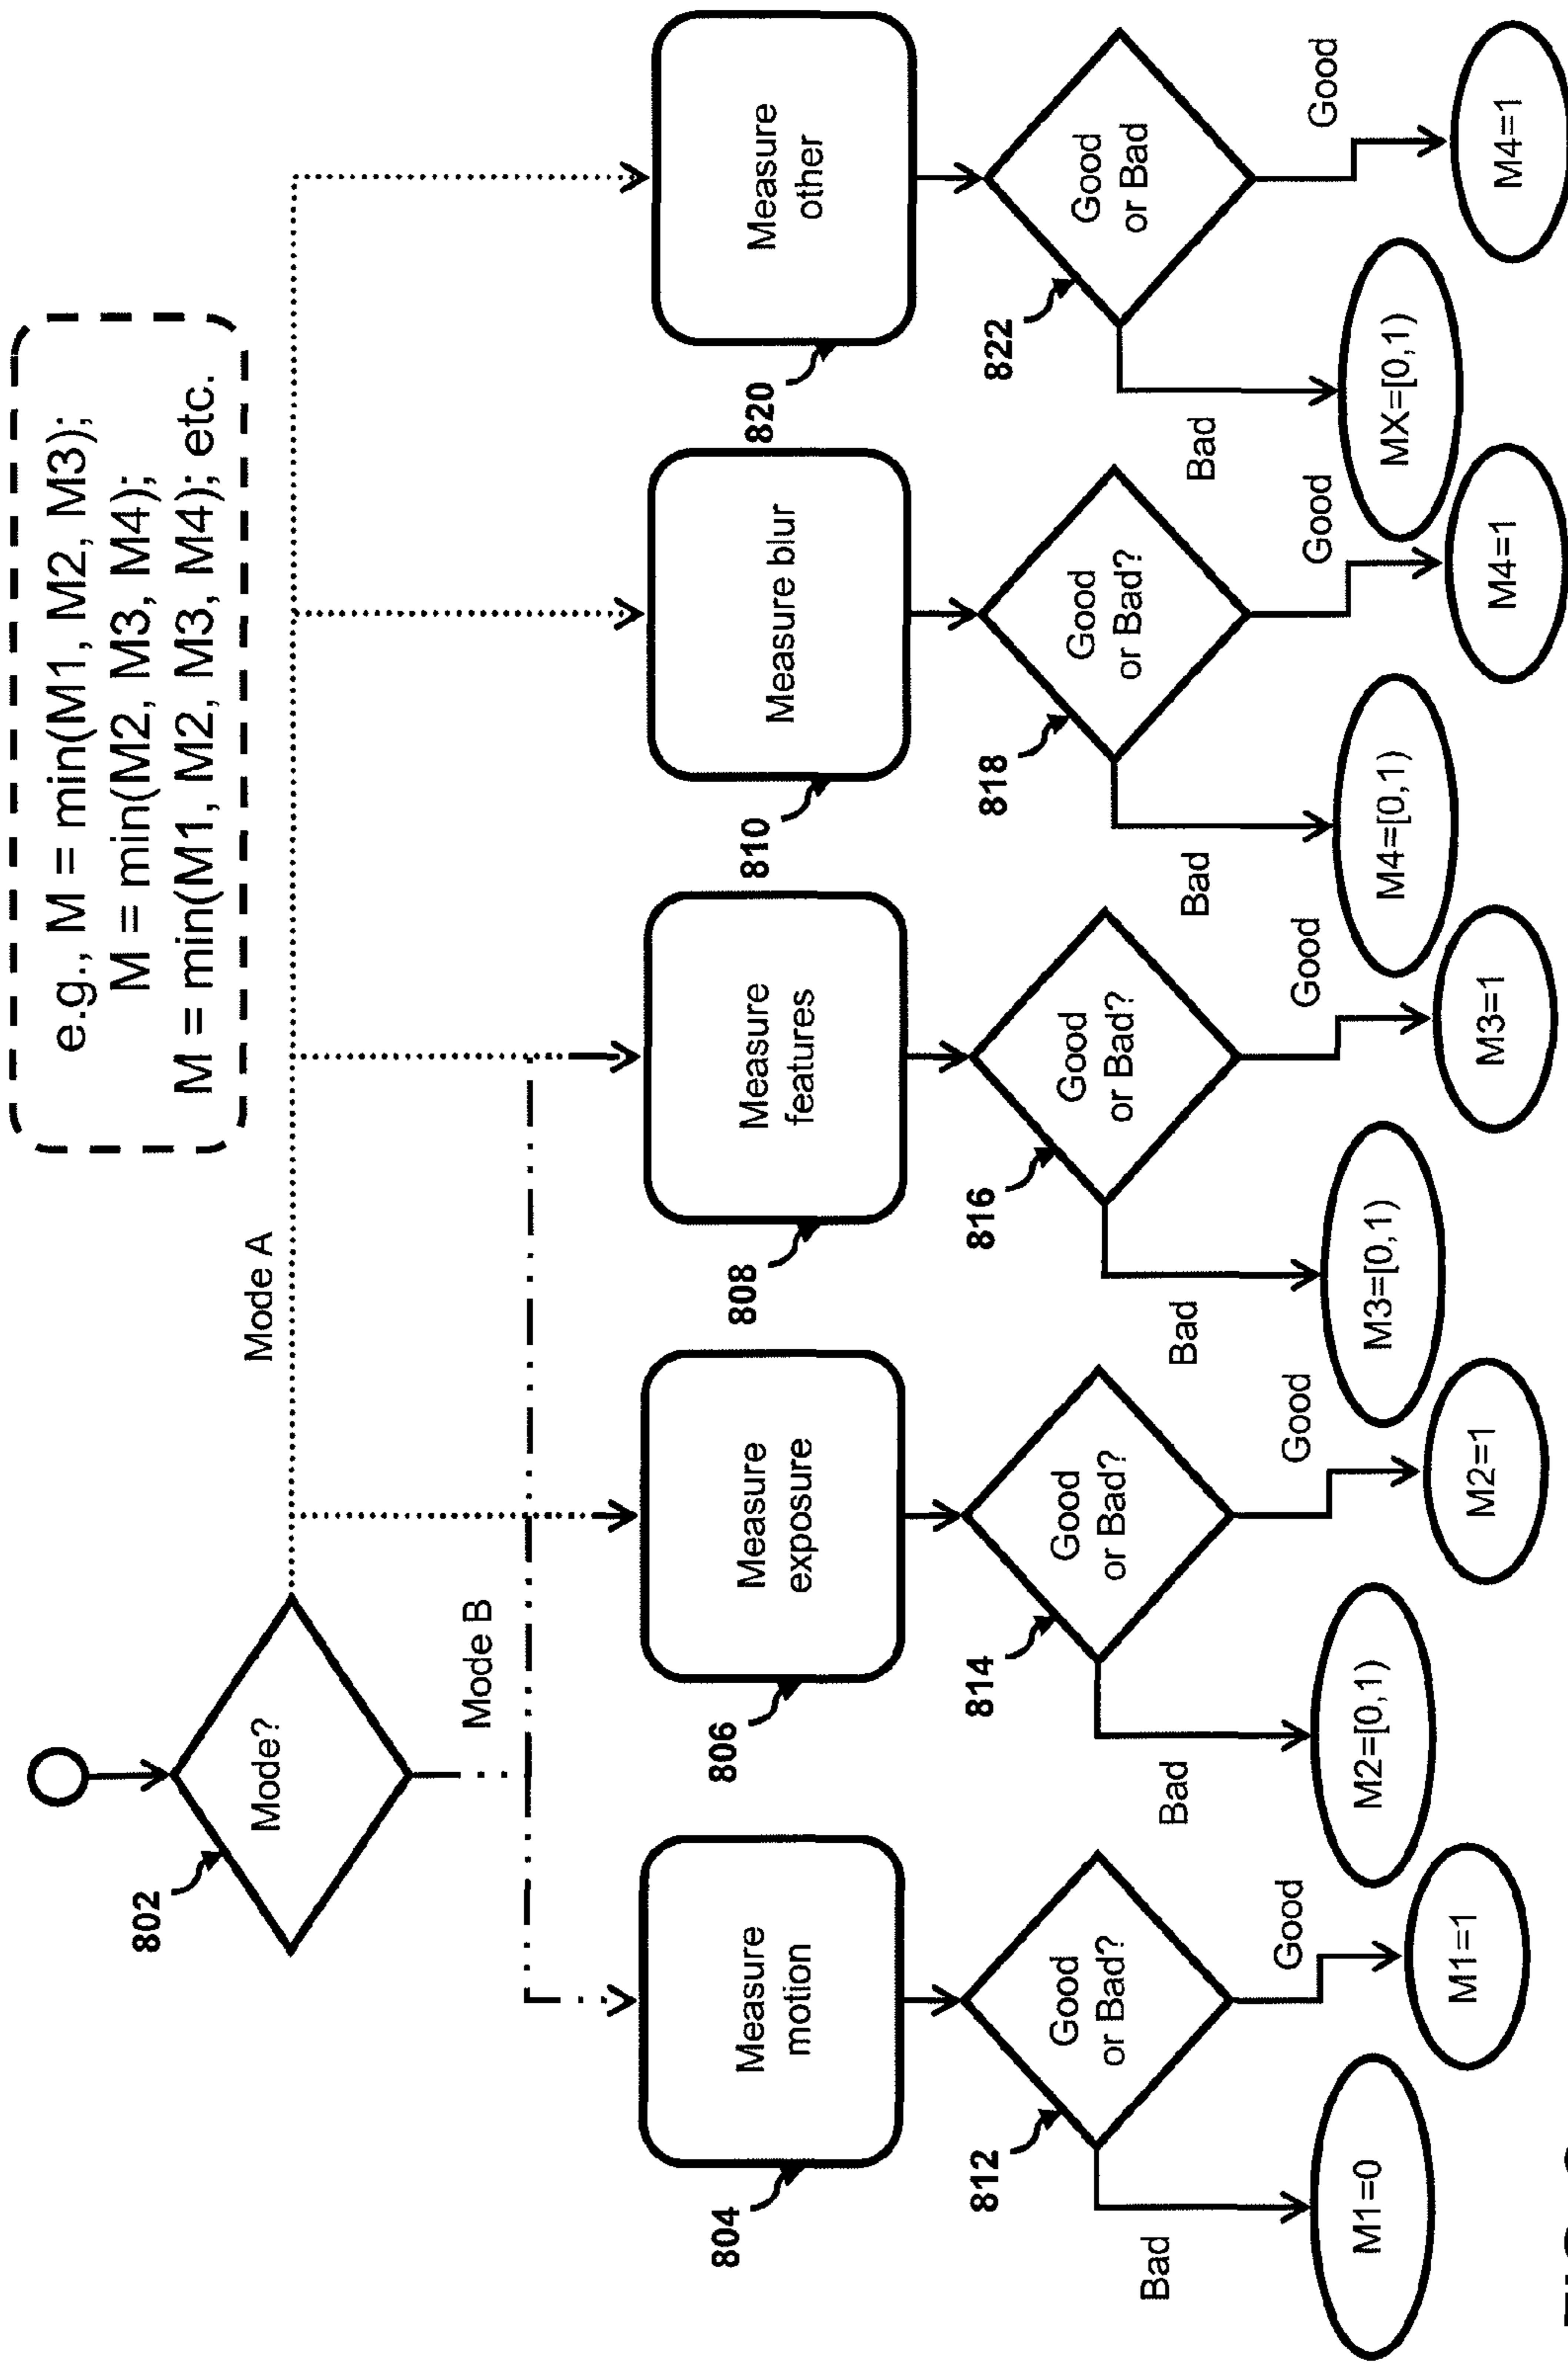 e.g., M = min(M1, M2, M3);
M = min(M2, M3, M4);
M = min(M1, M2, M3, M4); etc.
802
Mode?
Mode A
Mode B
804
Measure
motion
806
Measure
exposure
808
Measure
features
810
Measure blur
820
Measure
other
812
Good
or Bad?
814
Good
or Bad?
816
Good
or Bad?
818
Good
or Bad?
822
Good
or Bad
Bad
Good
Bad
Good
Bad
Good
Bad
Good
Bad
Good
M1=0
M1=1
M2=[0,1)
M2=1
M3=[0,1)
M3=1
M4=[0,1)
M4=1
MX=[0,1)
M4=1